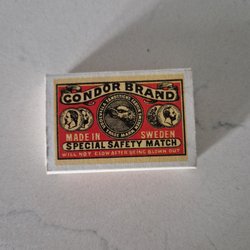 CONDOR BRAND
MADE IN SWEDEN
SPECIAL SAFETY MATCH
WILL NOT GLOW AFTER BEING BLOWN OUT